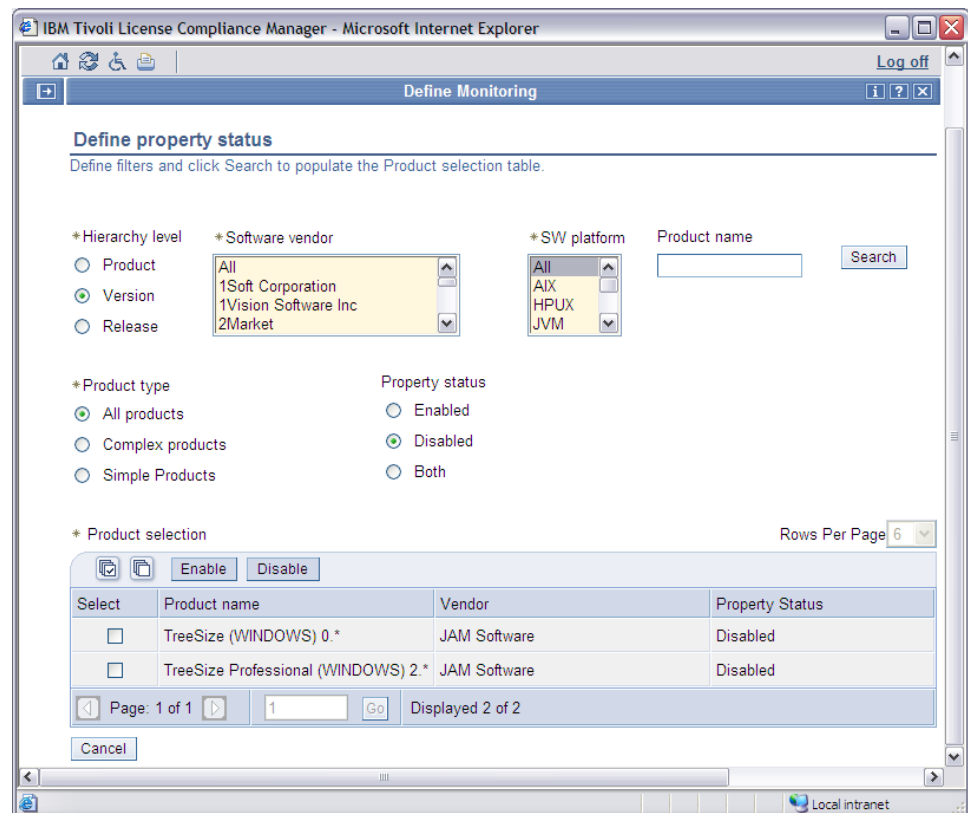 IBM Tivoli License Compliance Manager - Microsoft Internet Explorer
Log off
Define Monitoring
i ?
Define property status
Define filters and click Search to populate the Product selection table.
*Hierarchy level *Software vendor *SW platform Product name
Product
Version
Release
All
1Soft Corporation
1Vision Software Inc
2Market
All
AIX
HPUX
JVM
Search
*Product type Property status
All products Enabled
Complex products Disabled
Simple Products Both
* Product selection Rows Per Page 6
Enable Disable
Select Product name Vendor Property Status
TreeSize (WINDOWS) 0.* JAM Software Disabled
TreeSize Professional (WINDOWS) 2.* JAM Software Disabled
Page: 1 of 1 1 Go Displayed 2 of 2
Cancel
Local intranet